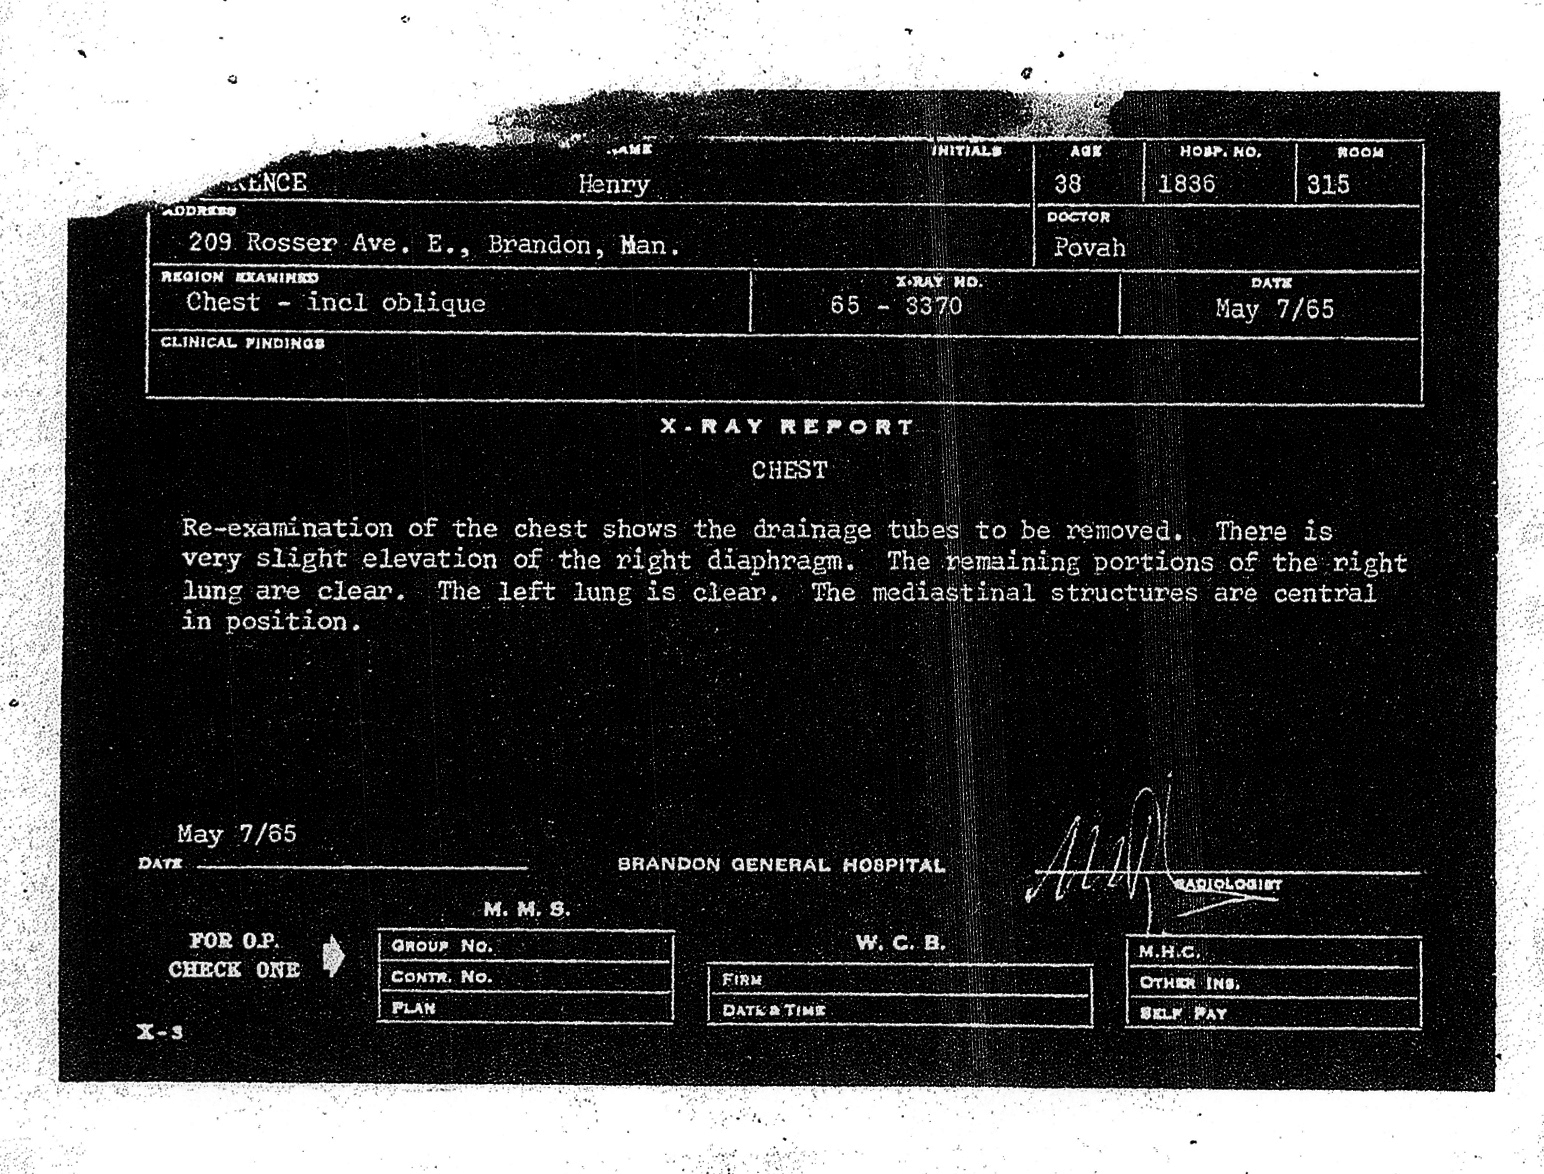 INITIALS AGE HOSP. NO. ROOM
Henry 38 1836 315
ADDRESS DOCTOR
209 Rosser Ave. E., Brandon, Man. Povah
REGION EXAMINED X-RAY NO. DATE
Chest - incl oblique 65 - 3370 May 7/65
CLINICAL FINDINGS
X-RAY REPORT
CHEST
Re-examination of the chest shows the drainage tubes to be removed. There is
very slight elevation of the right diaphragm. The remaining portions of the right
lung are clear. The left lung is clear. The mediastinal structures are central
in position.
May 7/65
DATE BRANDON GENERAL HOSPITAL RADIOLOGIST
FOR O.P.
CHECK ONE
M. M. S.
GROUP NO.
CONTR. NO.
PLAN
W. C. B.
FIRM
DATE & TIME
M.H.C.
OTHER INS.
SELF PAY
X-3